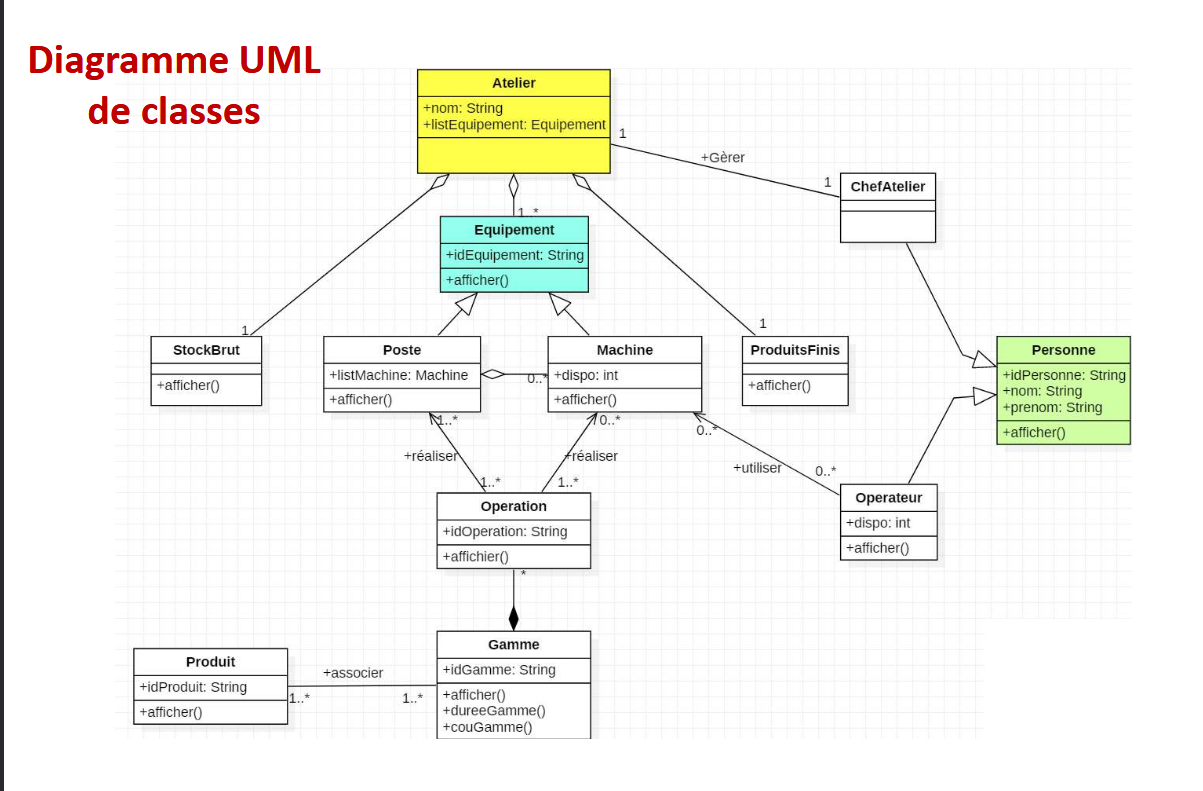 Diagramme UML
de classes
Atelier
+nom: String
+listEquipement: Equipement
1
+Gèrer
1
ChefAtelier
1..*
Equipement
+idEquipement: String
+afficher()
1
1
StockBrut
+afficher()
Poste
+listMachine: Machine
+afficher()
0..*
Machine
+dispo: int
+afficher()
ProduitsFinis
+afficher()
Personne
+idPersonne: String
+nom: String
+prenom: String
+afficher()
1..*
0..*
0..*
+réaliser
+réaliser
+utiliser
0..*
1..*
1..*
Operation
+idOperation: String
+affichier()
Operateur
+dispo: int
+afficher()
*
Gamme
+idGamme: String
+afficher()
+dureeGamme()
+couGamme()
Produit
+idProduit: String
+afficher()
+associer
1..*
1..*